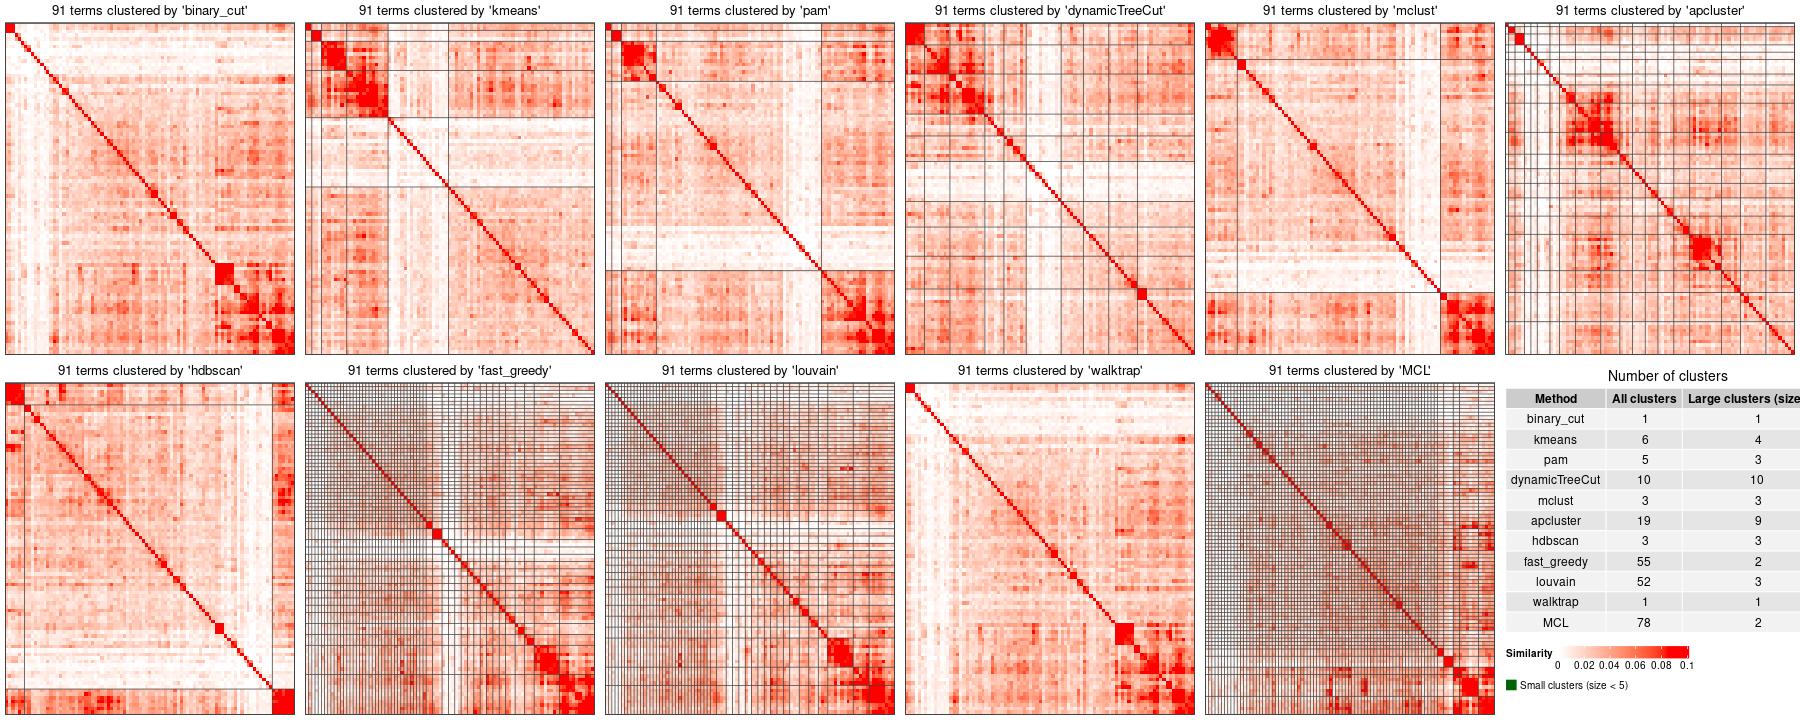 91 terms clustered by 'binary_cut'
91 terms clustered by 'kmeans'
91 terms clustered by 'pam'
91 terms clustered by 'dynamicTreeCut'
91 terms clustered by 'mclust'
91 terms clustered by 'apcluster'
91 terms clustered by 'hdbscan'
91 terms clustered by 'fast_greedy'
91 terms clustered by 'louvain'
91 terms clustered by 'walktrap'
91 terms clustered by 'MCL'
Number of clusters
Method All clusters Large clusters (size
binary_cut 1 1
kmeans 6 4
pam 5 3
dynamicTreeCut 10 10
mclust 3 3
apcluster 19 9
hdbscan 3 3
fast_greedy 55 2
louvain 52 3
walktrap 1 1
MCL 78 2
Similarity
0 0.02 0.04 0.06 0.08 0.1
Small clusters (size < 5)